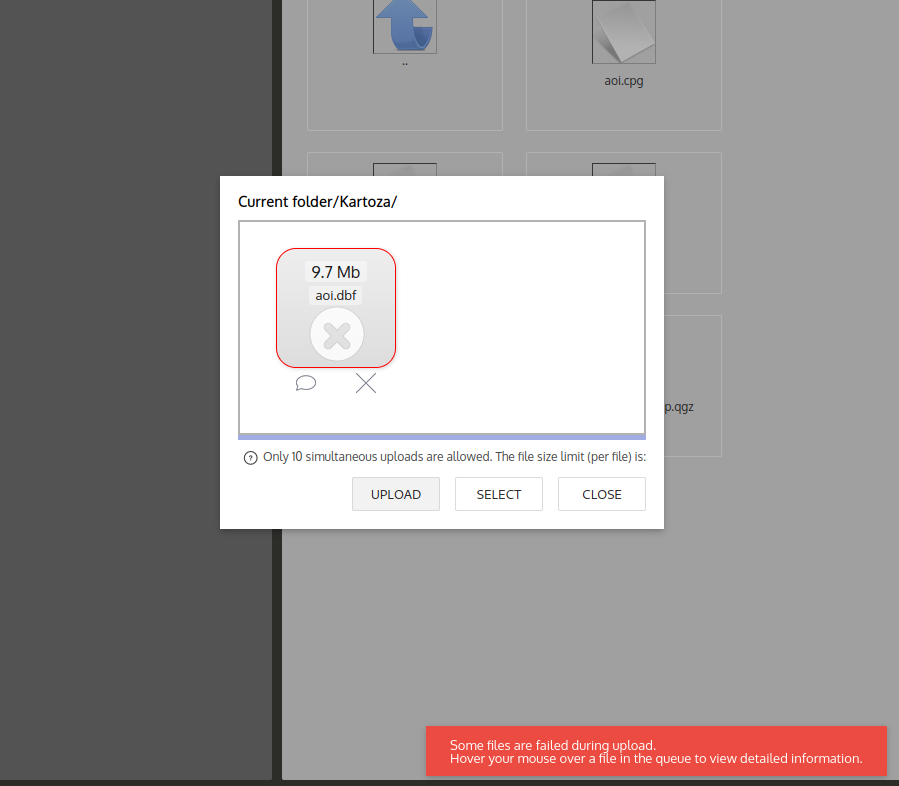 ..
aoi.cpg
Current folder/Kartoza/
9.7 Mb
aoi.dbf
p.qgz
Only 10 simultaneous uploads are allowed. The file size limit (per file) is:
UPLOAD
SELECT
CLOSE
Some files are failed during upload.
Hover your mouse over a file in the queue to view detailed information.